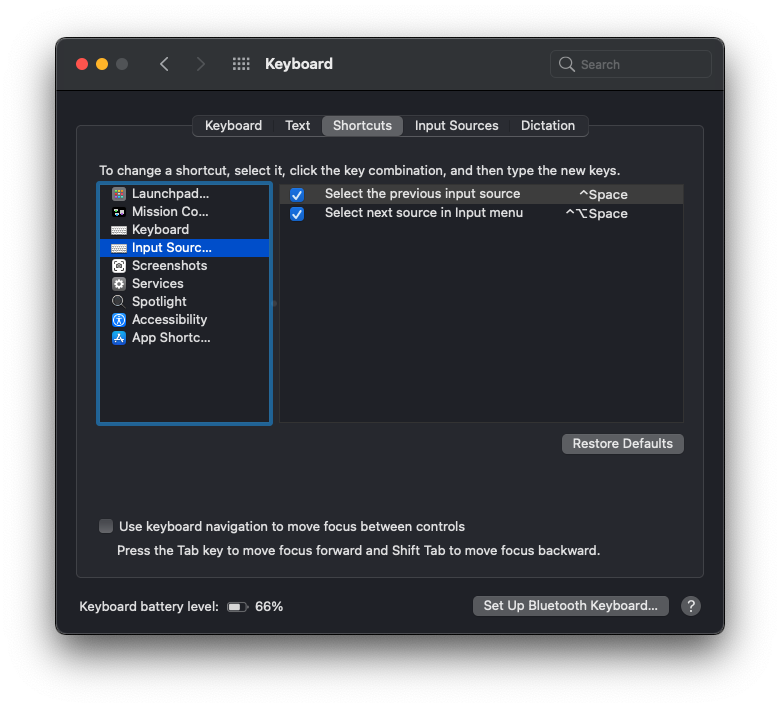 Keyboard
Search
Keyboard Text Shortcuts Input Sources Dictation
To change a shortcut, select it, click the key combination, and then type the new keys.
Launchpad...
Mission Co...
Keyboard
Input Sourc...
Screenshots
Services
Spotlight
Accessibility
App Shortc...
Select the previous input source ^Space
Select next source in Input menu ^⌥Space
Restore Defaults
Use keyboard navigation to move focus between controls
Press the Tab key to move focus forward and Shift Tab to move focus backward.
Keyboard battery level: 66%
Set Up Bluetooth Keyboard... ?